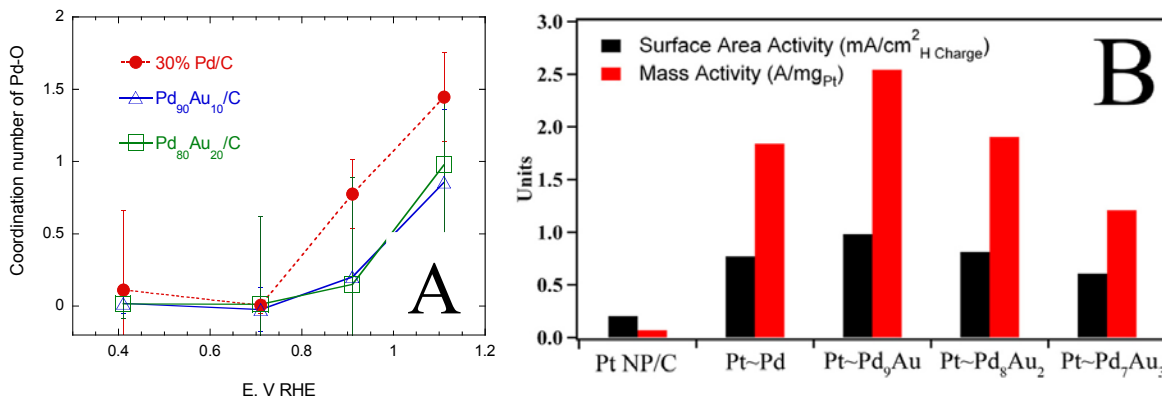 2
1.5
1
0.5
0
Coordination number of Pd-O
30% Pd/C
Pd90Au10/C
Pd80Au20/C
A
0.4 0.6 0.8 1 1.2
E, V RHE
3.0
2.5
2.0
1.5
1.0
0.5
0.0
Units
Surface Area Activity (mA/cm2H Charge)
Mass Activity (A/mgPt)
B
Pt NP/C Pt~Pd Pt~Pd9Au Pt~Pd8Au2 Pt~Pd7Au3